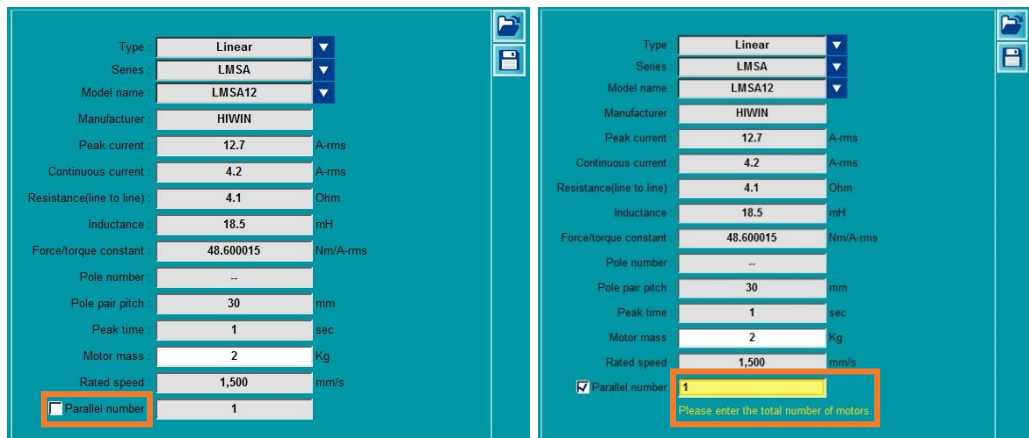 Type : Linear
Series : LMSA
Model name : LMSA12
Manufacturer : HIWIN
Peak current : 12.7 A-rms
Continuous current : 4.2 A-rms
Resistance(line to line) : 4.1 Ohm
Inductance : 18.5 mH
Force/torque constant : 48.600015 Nm/A-rms
Pole number : --
Pole pair pitch : 30 mm
Peak time : 1 sec
Motor mass : 2 Kg
Rated speed : 1,500 mm/s
Parallel number 1
Type : Linear
Series : LMSA
Model name : LMSA12
Manufacturer : HIWIN
Peak current : 12.7 A-rms
Continuous current : 4.2 A-rms
Resistance(line to line) : 4.1 Ohm
Inductance : 18.5 mH
Force/torque constant : 48.600015 Nm/A-rms
Pole number : --
Pole pair pitch : 30 mm
Peak time : 1 sec
Motor mass : 2 Kg
Rated speed : 1,500 mm/s
Parallel number 1
Please enter the total number of motors.